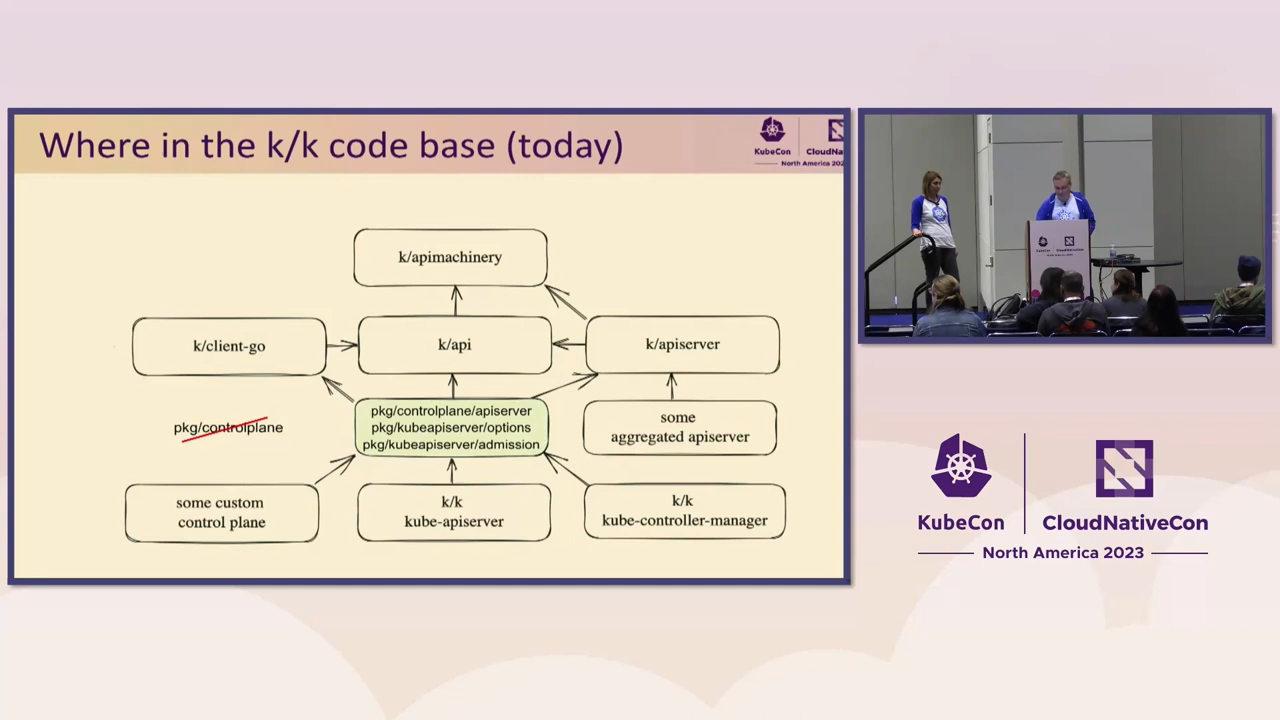 Where in the k/k code base (today)
KubeCon
CloudNa
North America 202
k/apimachinery
k/client-go
k/api
k/apiserver
pkg/controlplane
pkg/controlplane/apiserver
pkg/kubeapiserver/options
pkg/kubeapiserver/admission
some
aggregated apiserver
some custom
control plane
k/k
kube-apiserver
k/k
kube-controller-manager
KubeCon
CloudNativeCon
North America 2023